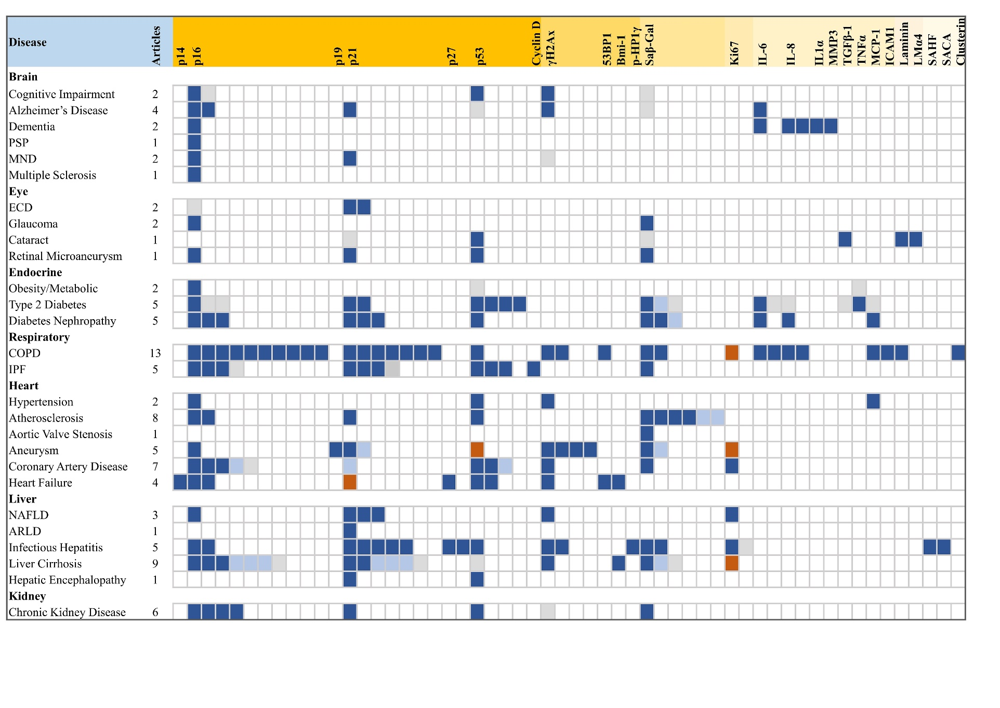 Disease Articles p14 p16 p19 p21 p27 p53 Cyclin D γH2Ax 53BP1 Bmi-1 p-HP1γ Saβ-Gal Ki67 IL-6 IL-8 IL1α MMP3 TGFβ-1 TNFα MCP-1 ICAM1 Laminin LMα4 SAHF SACA Clusterin
Brain
Cognitive Impairment 2
Alzheimer’s Disease 4
Dementia 2
PSP 1
MND 2
Multiple Sclerosis 1
Eye
ECD 2
Glaucoma 2
Cataract 1
Retinal Microaneurysm 1
Endocrine
Obesity/Metabolic 2
Type 2 Diabetes 5
Diabetes Nephropathy 5
Respiratory
COPD 13
IPF 5
Heart
Hypertension 2
Atherosclerosis 8
Aortic Valve Stenosis 1
Aneurysm 5
Coronary Artery Disease 7
Heart Failure 4
Liver
NAFLD 3
ARLD 1
Infectious Hepatitis 5
Liver Cirrhosis 9
Hepatic Encephalopathy 1
Kidney
Chronic Kidney Disease 6